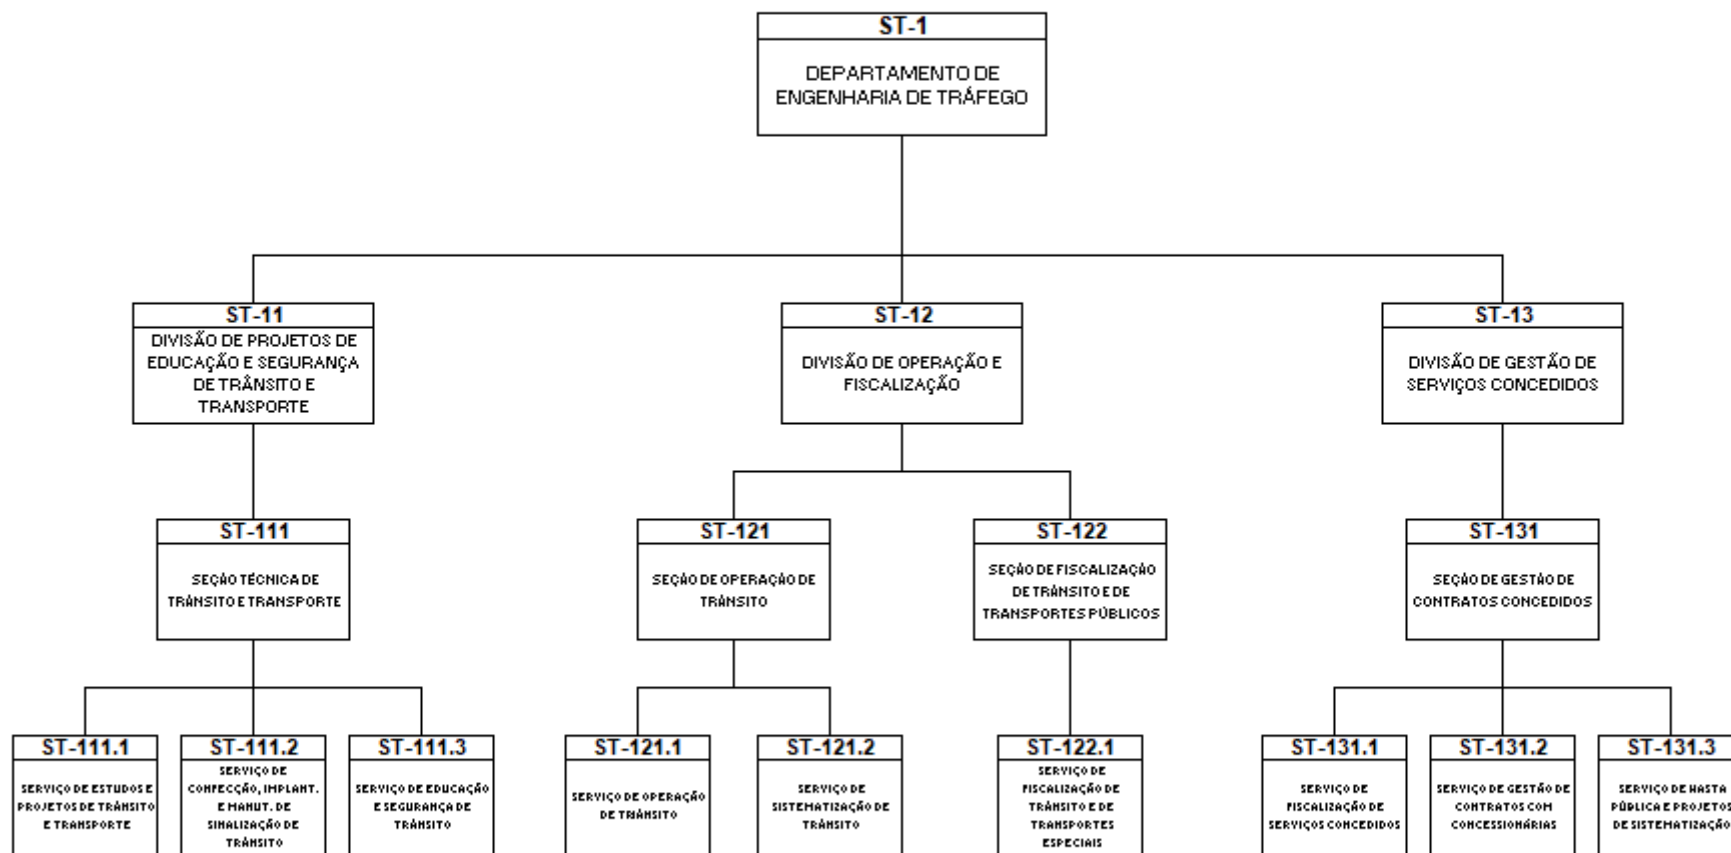 ST-1
DEPARTAMENTO DE
ENGENHARIA DE TRÁFEGO
ST-11
DIVISÃO DE PROJETOS DE
EDUCAÇÃO E SEGURANÇA
DE TRÂNSITO E
TRANSPORTE
ST-12
DIVISÃO DE OPERAÇÃO E
FISCALIZAÇÃO
ST-13
DIVISÃO DE GESTÃO DE
SERVIÇOS CONCEDIDOS
ST-111
SEÇÃO TÉCNICA DE
TRÂNSITO E TRANSPORTE
ST-121
SEÇÃO DE OPERAÇÃO DE
TRÂNSITO
ST-122
SEÇÃO DE FISCALIZAÇÃO
DE TRÂNSITO E DE
TRANSPORTES PÚBLICOS
ST-131
SEÇÃO DE GESTÃO DE
CONTRATOS CONCEDIDOS
ST-111.1
SERVIÇO DE ESTUDOS E
PROJETOS DE TRÂNSITO
E TRANSPORTE
ST-111.2
SERVIÇO DE
CONFECÇÃO, IMPLANT.
E MANUT. DE
SINALIZAÇÃO DE
TRÂNSITO
ST-111.3
SERVIÇO DE EDUCAÇÃO
E SEGURANÇA DE
TRÂNSITO
ST-121.1
SERVIÇO DE OPERAÇÃO
DE TRÂNSITO
ST-121.2
SERVIÇO DE
SISTEMATIZAÇÃO DE
TRÂNSITO
ST-122.1
SERVIÇO DE
FISCALIZAÇÃO DE
TRÂNSITO E DE
TRANSPORTES
ESPECIAIS
ST-131.1
SERVIÇO DE
FISCALIZAÇÃO DE
SERVIÇOS CONCEDIDOS
ST-131.2
SERVIÇO DE GESTÃO DE
CONTRATOS COM
CONCESSIONÁRIAS
ST-131.3
SERVIÇO DE HASTA
PÚBLICA E PROJETOS
DE SISTEMATIZAÇÃO